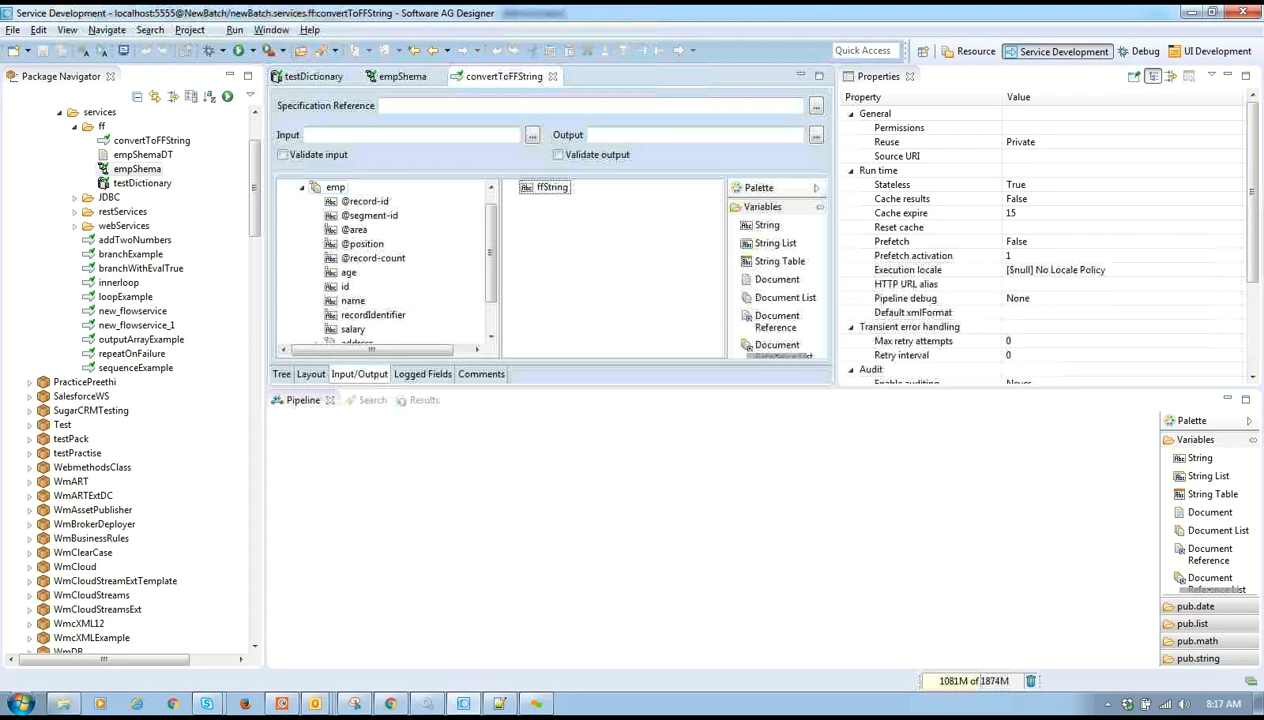 Service Development - localhost:5555@NewBatch/newBatch.services.ff:convertToFFString - Software AG Designer
File Edit View Navigate Search Project Run Window Help
Quick Access
Resource
Service Development
Debug
UI Development
Package Navigator
services
ff
convertToFFString
empShemaDT
empShema
testDictionary
JDBC
restServices
webServices
addTwoNumbers
branchExample
branchWithEvalTrue
innerloop
loopExample
new_flowservice
new_flowservice_1
outputArrayExample
repeatOnFailure
sequenceExample
PracticePreethi
SalesforceWS
SugarCRMTesting
Test
testPack
testPractise
WebmethodsClass
WmART
WmARTExtDC
WmAssetPublisher
WmBrokerDeployer
WmBusinessRules
WmClearCase
WmCloud
WmCloudStreamExtTemplate
WmCloudStreams
WmCloudStreamsExt
WmcXML12
WmcXMLExample
WmDB
testDictionary
empShema
convertToFFString
Specification Reference
...
Input
...
Output
...
Validate input
Validate output
emp
@record-id
@segment-id
@area
@position
@record-count
age
id
name
recordIdentifier
salary
address
ffString
Palette
Variables
String
String List
String Table
Document
Document List
Document
Reference
Document
Reference List
Tree Layout Input/Output Logged Fields Comments
Properties
Property Value
General
Permissions
Reuse Private
Source URI
Run time
Stateless True
Cache results False
Cache expire 15
Reset cache
Prefetch False
Prefetch activation 1
Execution locale [$null] No Locale Policy
HTTP URL alias
Pipeline debug None
Default xmlFormat
Transient error handling
Max retry attempts 0
Retry interval 0
Audit
Enable auditing Never
Pipeline
Search
Results
Palette
Variables
String
String List
String Table
Document
Document List
Document
Reference
Document
Reference List
pub.date
pub.list
pub.math
pub.string
1081M of 1874M
8:17 AM